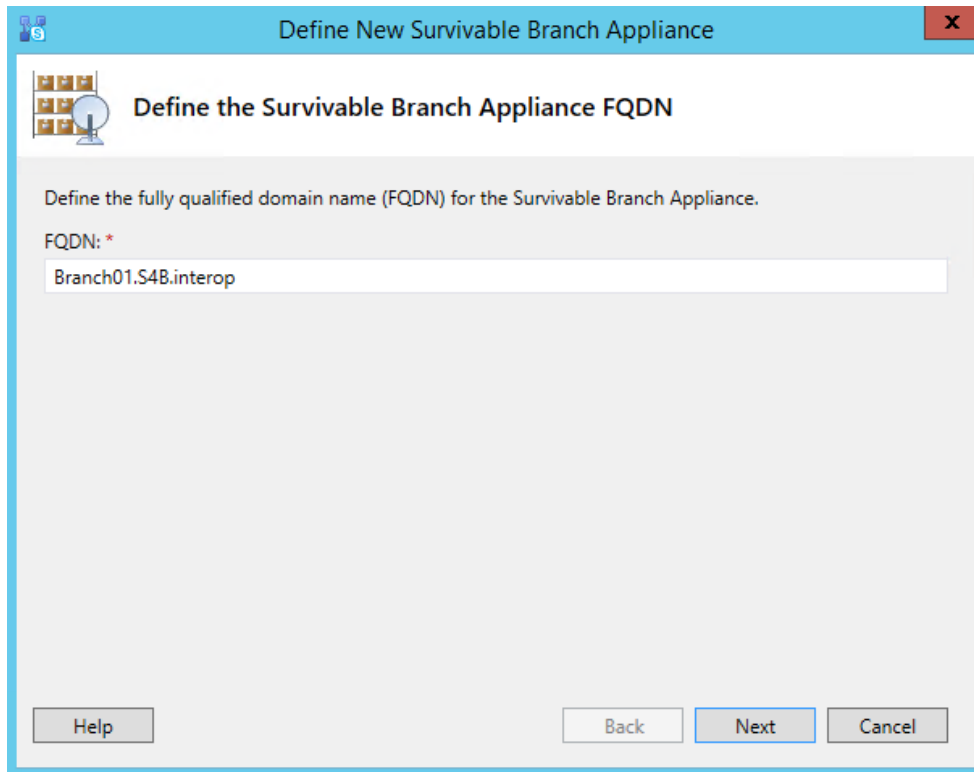 Define New Survivable Branch Appliance
x
Define the Survivable Branch Appliance FQDN
Define the fully qualified domain name (FQDN) for the Survivable Branch Appliance.
FQDN: *
Branch01.S4B.interop
Help
Back
Next
Cancel